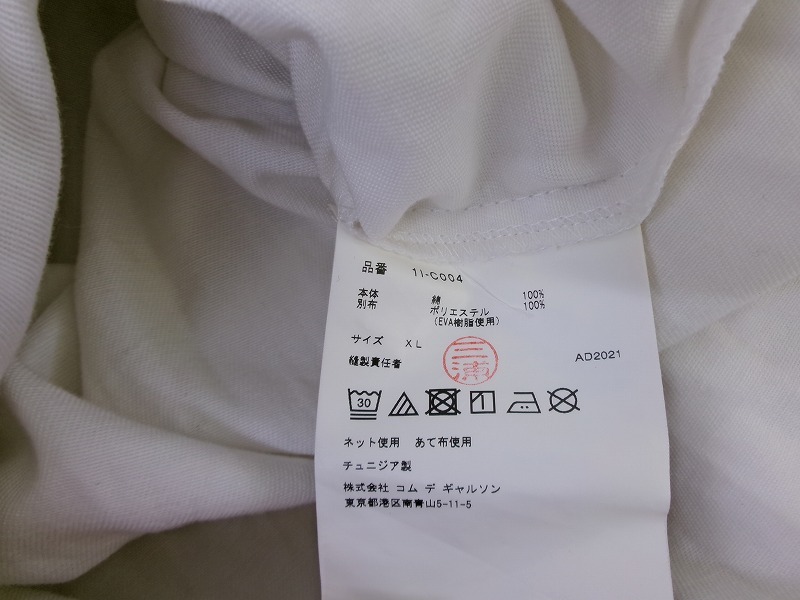 品番 1I-C004
本体 綿 100%
別布 ポリエステル 100%
(EVA樹脂使用)
サイズ XL
縫製責任者 三浦 AD2021
30
ネット使用 あて布使用
チュニジア製
株式会社 コム デ ギャルソン
東京都港区南青山5-11-5